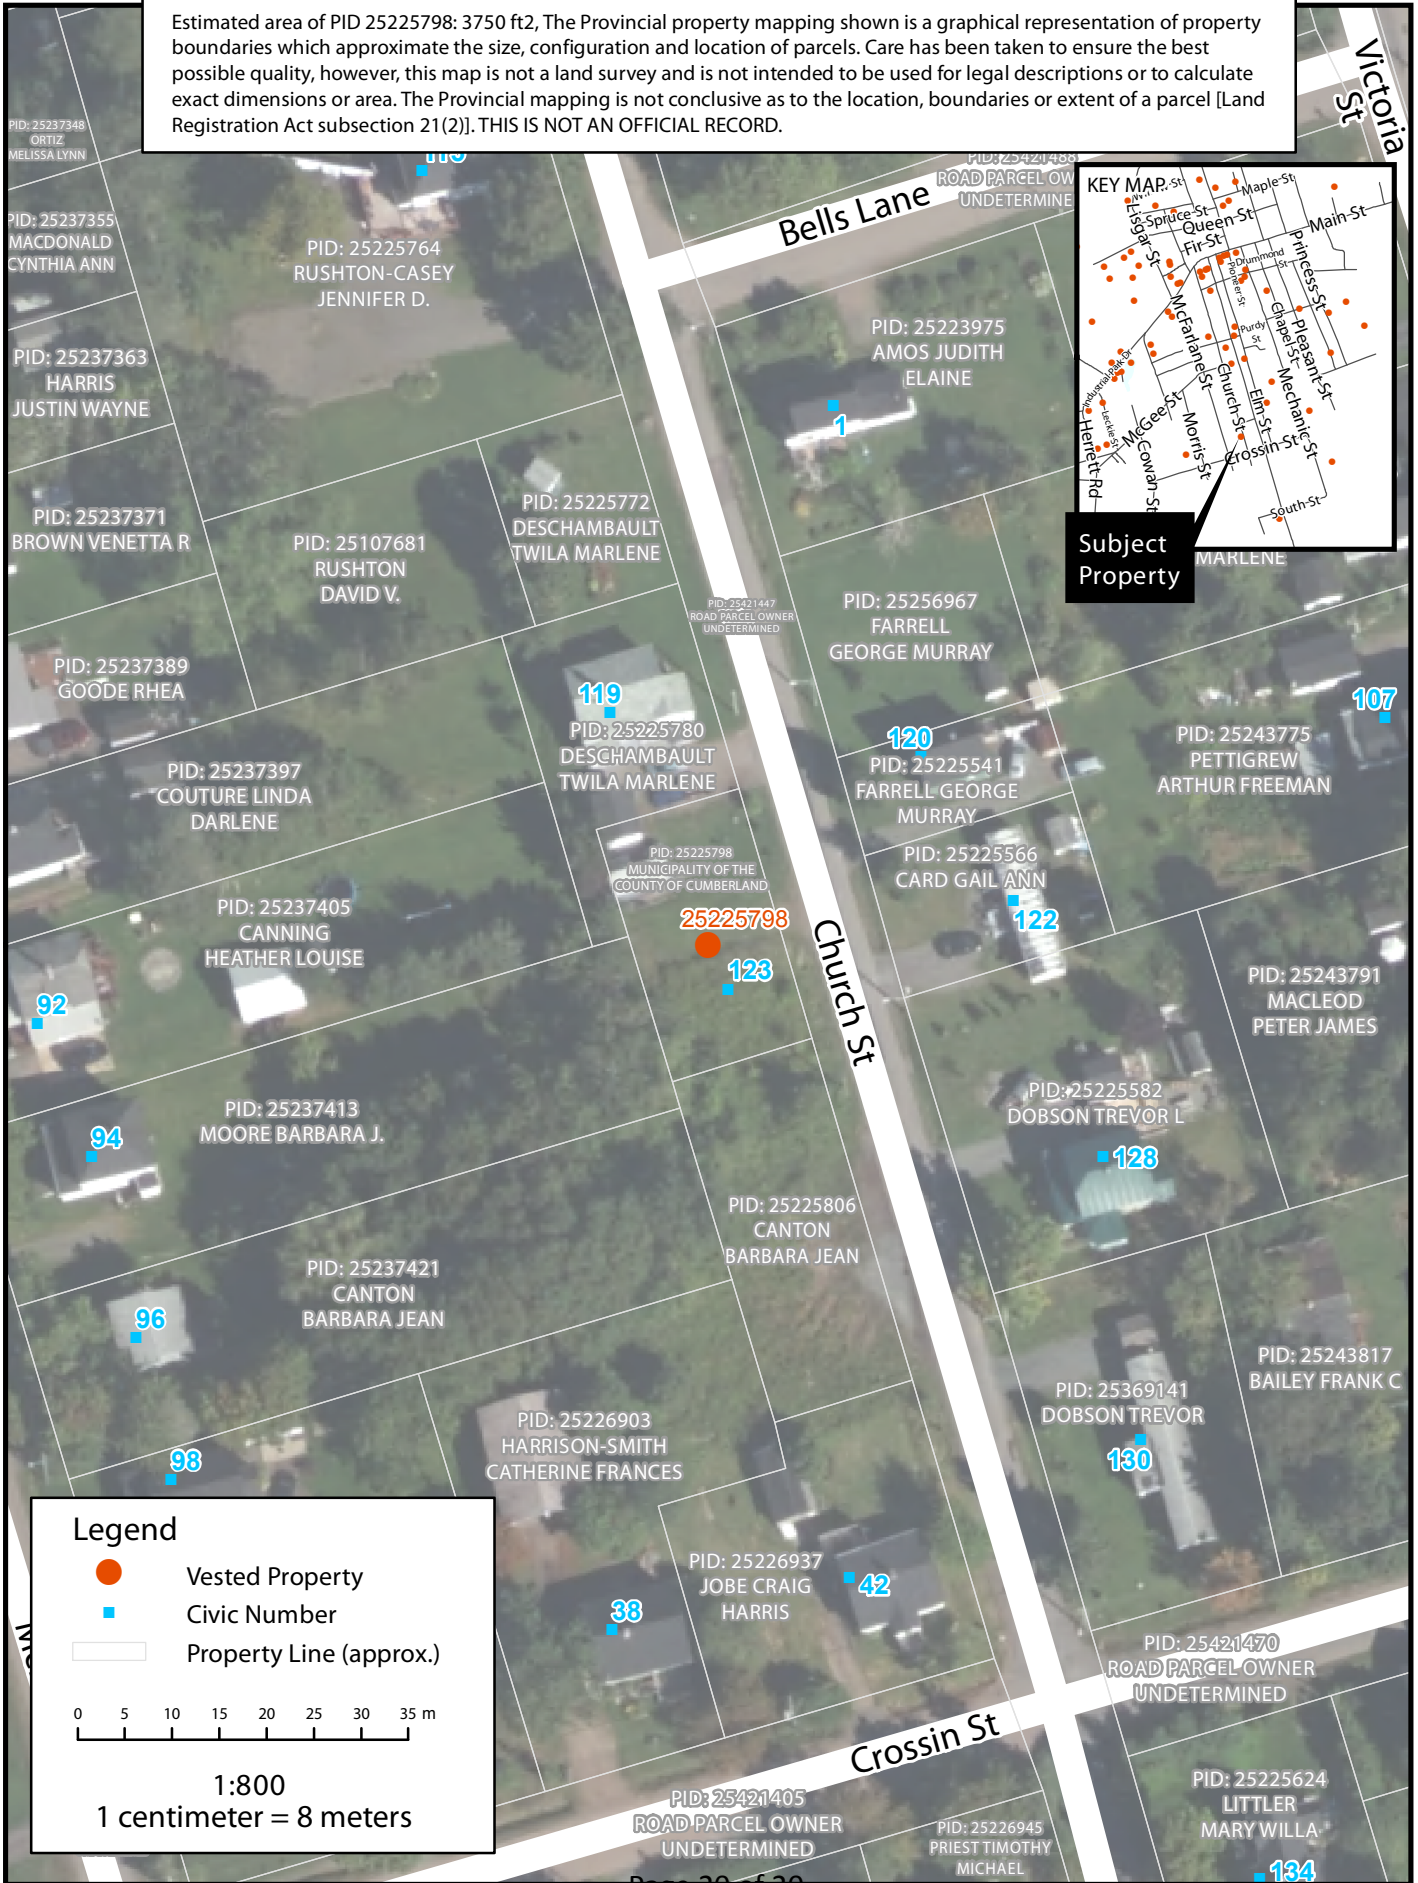 Estimated area of PID 25225798: 3750 ft2, The Provincial property mapping shown is a graphical representation of property
boundaries which approximate the size, configuration and location of parcels. Care has been taken to ensure the best
possible quality, however, this map is not a land survey and is not intended to be used for legal descriptions or to calculate
exact dimensions or area. The Provincial mapping is not conclusive as to the location, boundaries or extent of a parcel [Land
Registration Act subsection 21(2)]. THIS IS NOT AN OFFICIAL RECORD.
Victoria
St
PID: 25237348
ORTIZ
MELISSA LYNN
PID: 25421488
ROAD PARCEL OW
UNDETERMINE
Bells Lane
KEY MAP
Maple-St
Spruce-St
Queen-St
Main-St
Lisgar-St
Fir-St
Drummond
St
Pioneer-St
Princess-St
McFarlane-St
Chapel-St
Pleasant-St
Purdy
St
Industrial-Park-Dr
Church-St
Elm-St
Mechanic-St
Leckie-St
McGee-St
Morris-St
Herrett-Rd
Cowan-St
Crossin-St
South-St
Subject
Property
MARLENE
PID: 25237355
MACDONALD
CYNTHIA ANN
PID: 25225764
RUSHTON-CASEY
JENNIFER D.
PID: 25223975
AMOS JUDITH
ELAINE
1
PID: 25237363
HARRIS
JUSTIN WAYNE
PID: 25237371
BROWN VENETTA R
PID: 25107681
RUSHTON
DAVID V.
PID: 25225772
DESCHAMBAULT
TWILA MARLENE
PID: 25421447
ROAD PARCEL OWNER
UNDETERMINED
PID: 25256967
FARRELL
GEORGE MURRAY
PID: 25237389
GOODE RHEA
119
PID: 25225780
DESCHAMBAULT
TWILA MARLENE
120
PID: 25225541
FARRELL GEORGE
MURRAY
107
PID: 25243775
PETTIGREW
ARTHUR FREEMAN
PID: 25237397
COUTURE LINDA
DARLENE
PID: 25225798
MUNICIPALITY OF THE
COUNTY OF CUMBERLAND
25225798
123
PID: 25225566
CARD GAIL ANN
122
Church St
PID: 25237405
CANNING
HEATHER LOUISE
92
PID: 25243791
MACLEOD
PETER JAMES
PID: 25237413
MOORE BARBARA J.
94
PID: 25225582
DOBSON TREVOR L
128
PID: 25225806
CANTON
BARBARA JEAN
PID: 25237421
CANTON
BARBARA JEAN
96
PID: 25243817
BAILEY FRANK C
PID: 25369141
DOBSON TREVOR
130
PID: 25226903
HARRISON-SMITH
CATHERINE FRANCES
98
PID: 25226937
JOBE CRAIG
HARRIS
42
38
Legend
Vested Property
Civic Number
Property Line (approx.)
0 5 10 15 20 25 30 35 m
1:800
1 centimeter = 8 meters
PID: 25421470
ROAD PARCEL OWNER
UNDETERMINED
Crossin St
PID: 25421405
ROAD PARCEL OWNER
UNDETERMINED
PID: 25226945
PRIEST TIMOTHY
MICHAEL
PID: 25225624
LITTLER
MARY WILLA
134